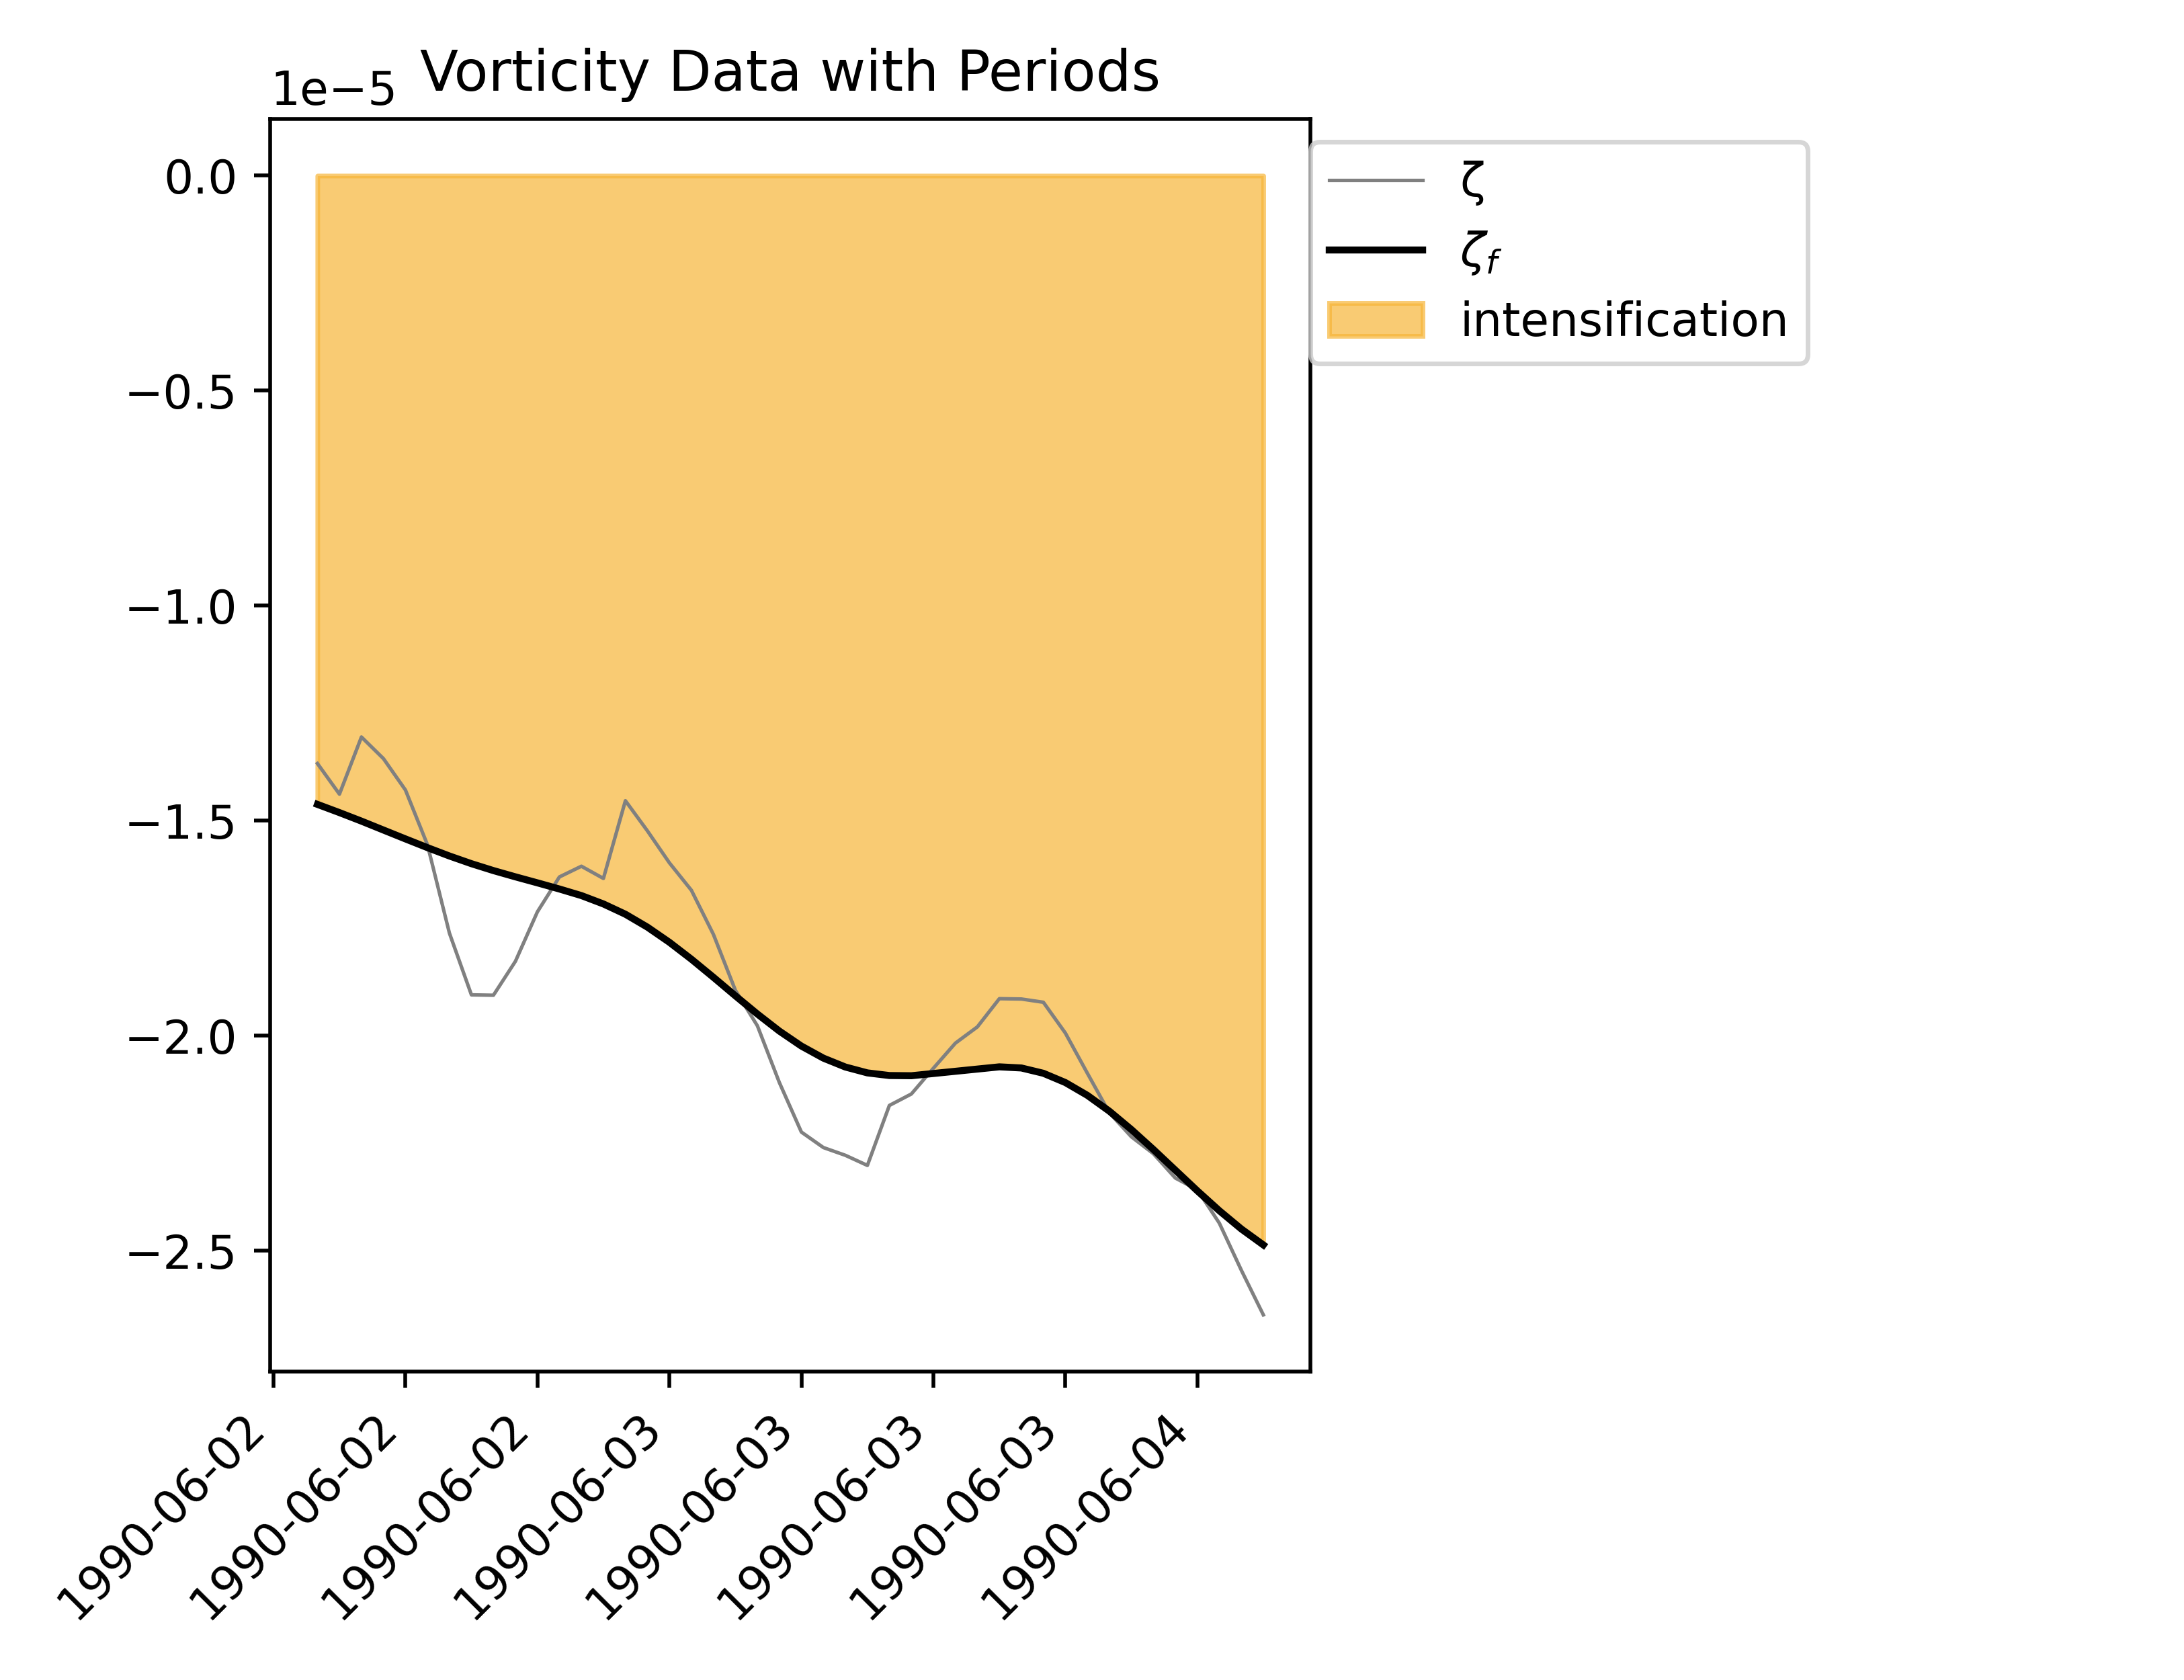 Vorticity Data with Periods
1e−5
0.0
−0.5
−1.0
−1.5
−2.0
−2.5
ζ
ζf
intensification
1990-06-02
1990-06-02
1990-06-02
1990-06-03
1990-06-03
1990-06-03
1990-06-03
1990-06-04